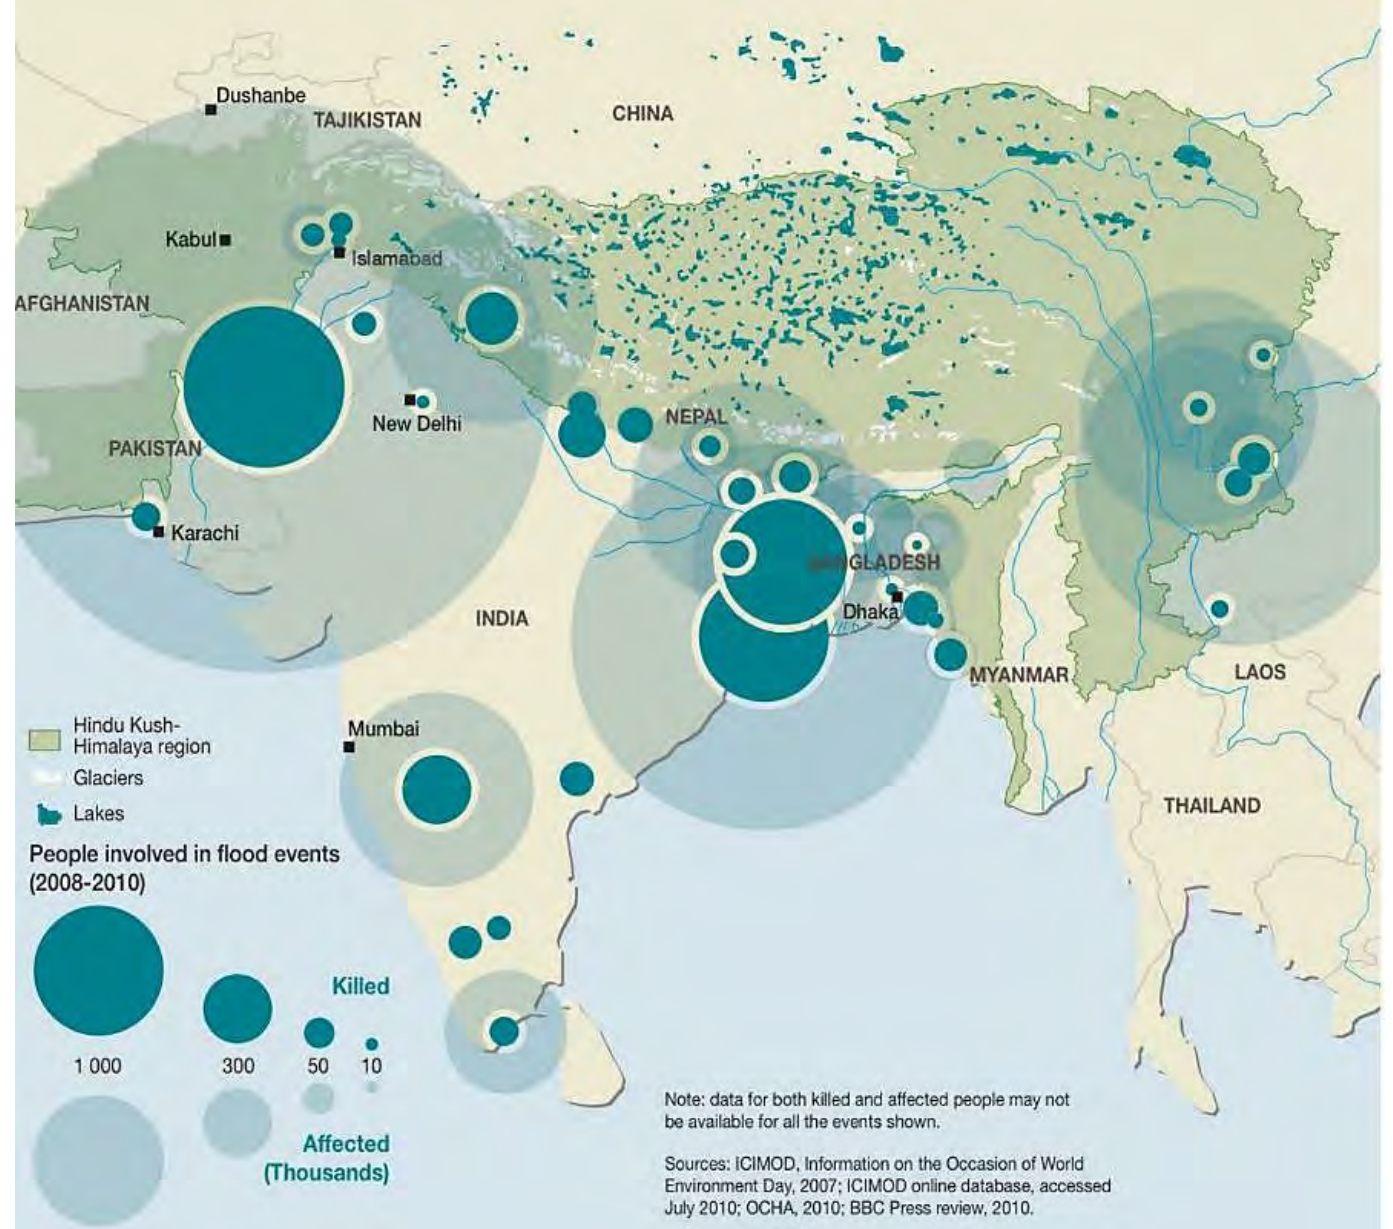 Dushanbe
TAJIKISTAN
CHINA
Kabul
Islamabad
AFGHANISTAN
New Delhi
NEPAL
PAKISTAN
Karachi
BANGLADESH
Dhaka
INDIA
MYANMAR
LAOS
Mumbai
THAILAND
Hindu Kush-
Himalaya region
Glaciers
Lakes
People involved in flood events
(2008-2010)
Killed
1 000
300
50
10
Affected
(Thousands)
Note: data for both killed and affected people may not
be available for all the events shown.
Sources: ICIMOD, Information on the Occasion of World
Environment Day, 2007; ICIMOD online database, accessed
July 2010; OCHA, 2010; BBC Press review, 2010.